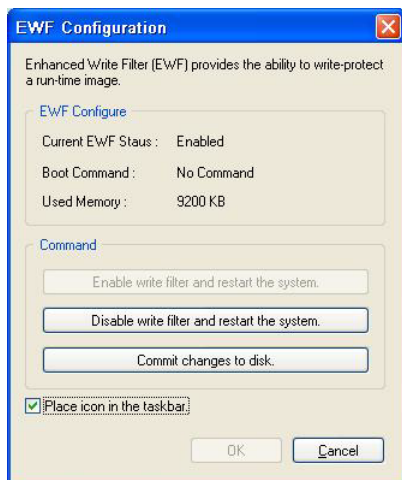 EWF Configuration
Enhanced Write Filter (EWF) provides the ability to write-protect
a run-time image.
EWF Configure
Current EWF Staus : Enabled
Boot Command : No Command
Used Memory : 9200 KB
Command
Enable write filter and restart the system.
Disable write filter and restart the system.
Commit changes to disk.
Place icon in the taskbar.
OK Cancel